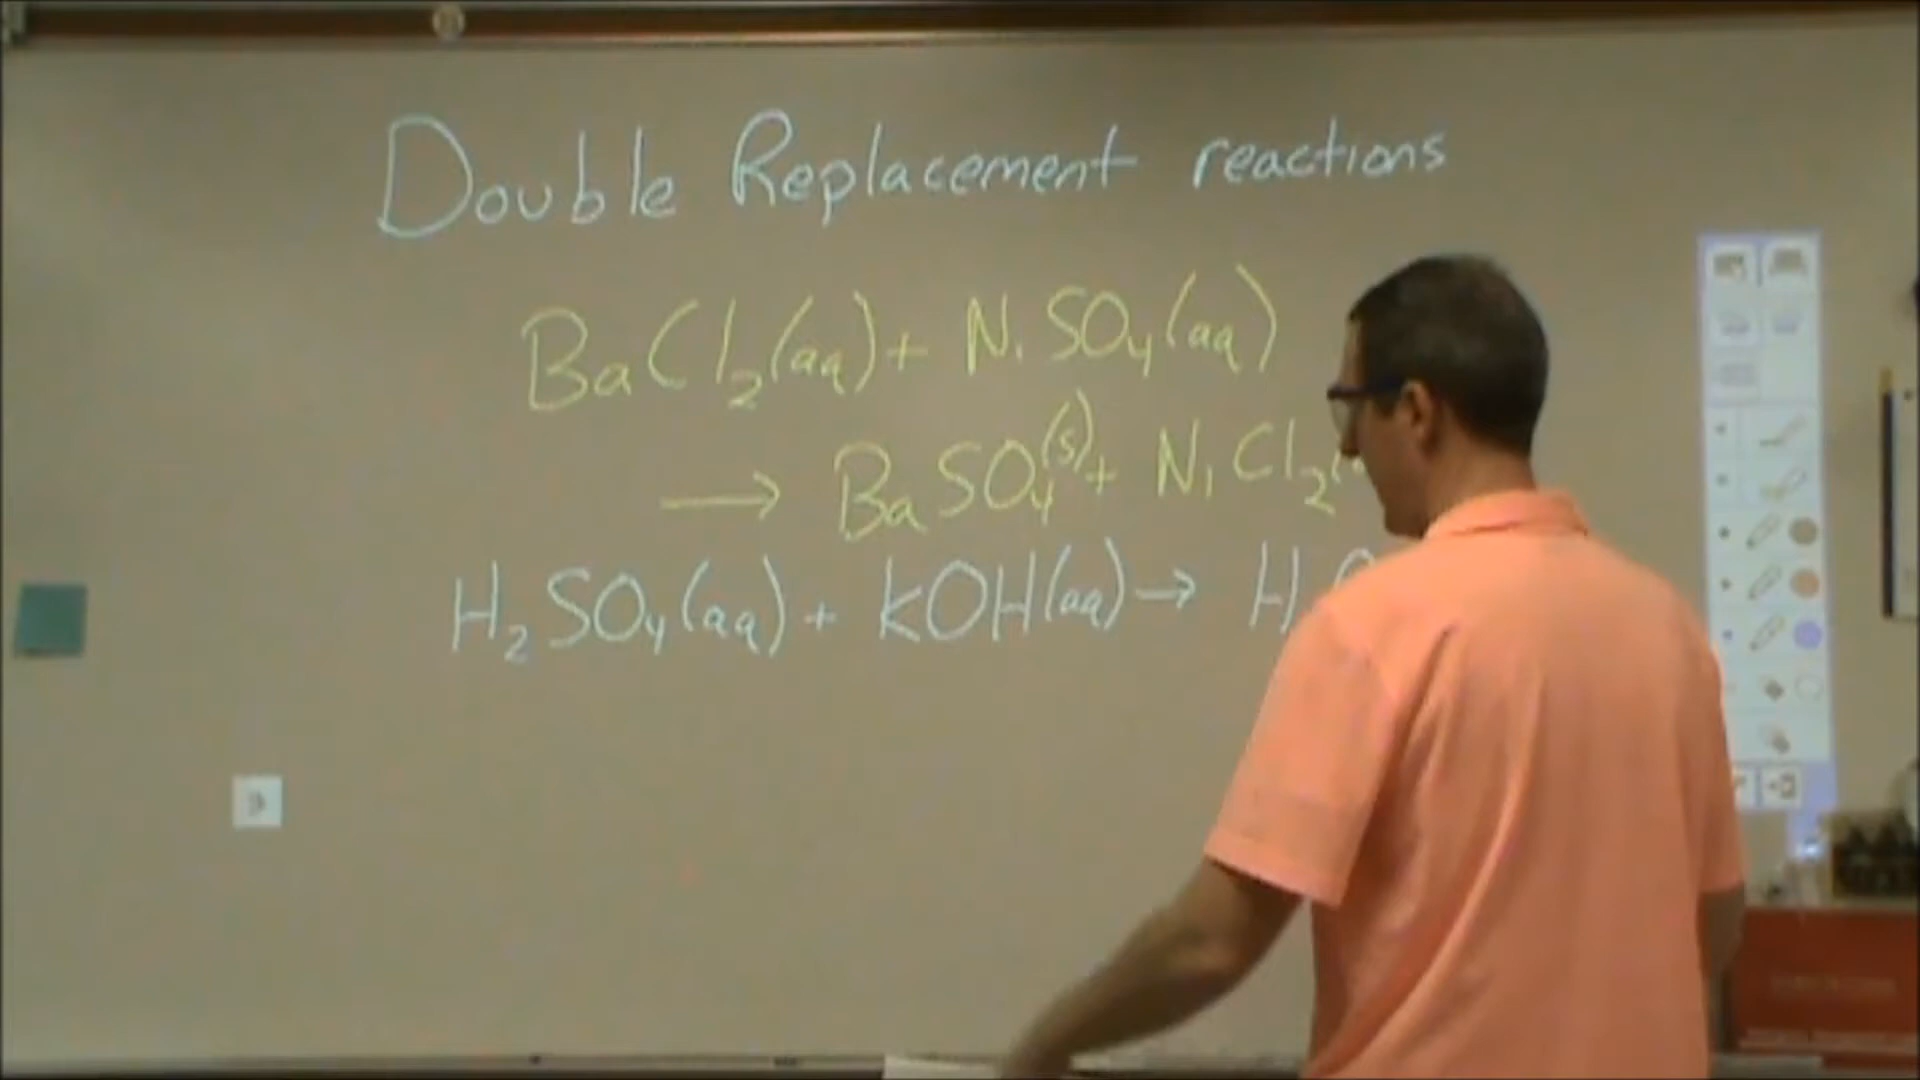 Double Replacement reactions
BaCl₂(aq) + NiSO₄(aq)
→ BaSO₄(s) + NiCl₂(
H₂SO₄(aq) + KOH(aq) → H